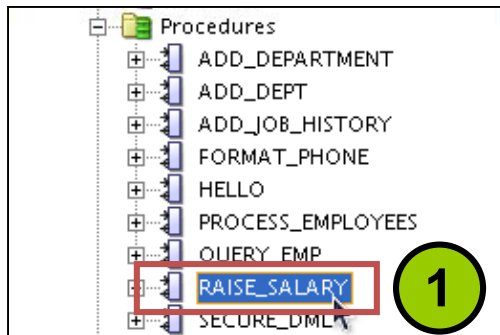 Procedures
ADD_DEPARTMENT
ADD_DEPT
ADD_JOB_HISTORY
FORMAT_PHONE
HELLO
PROCESS_EMPLOYEES
QUERY_EMP
RAISE_SALARY
1
SECURE_DML